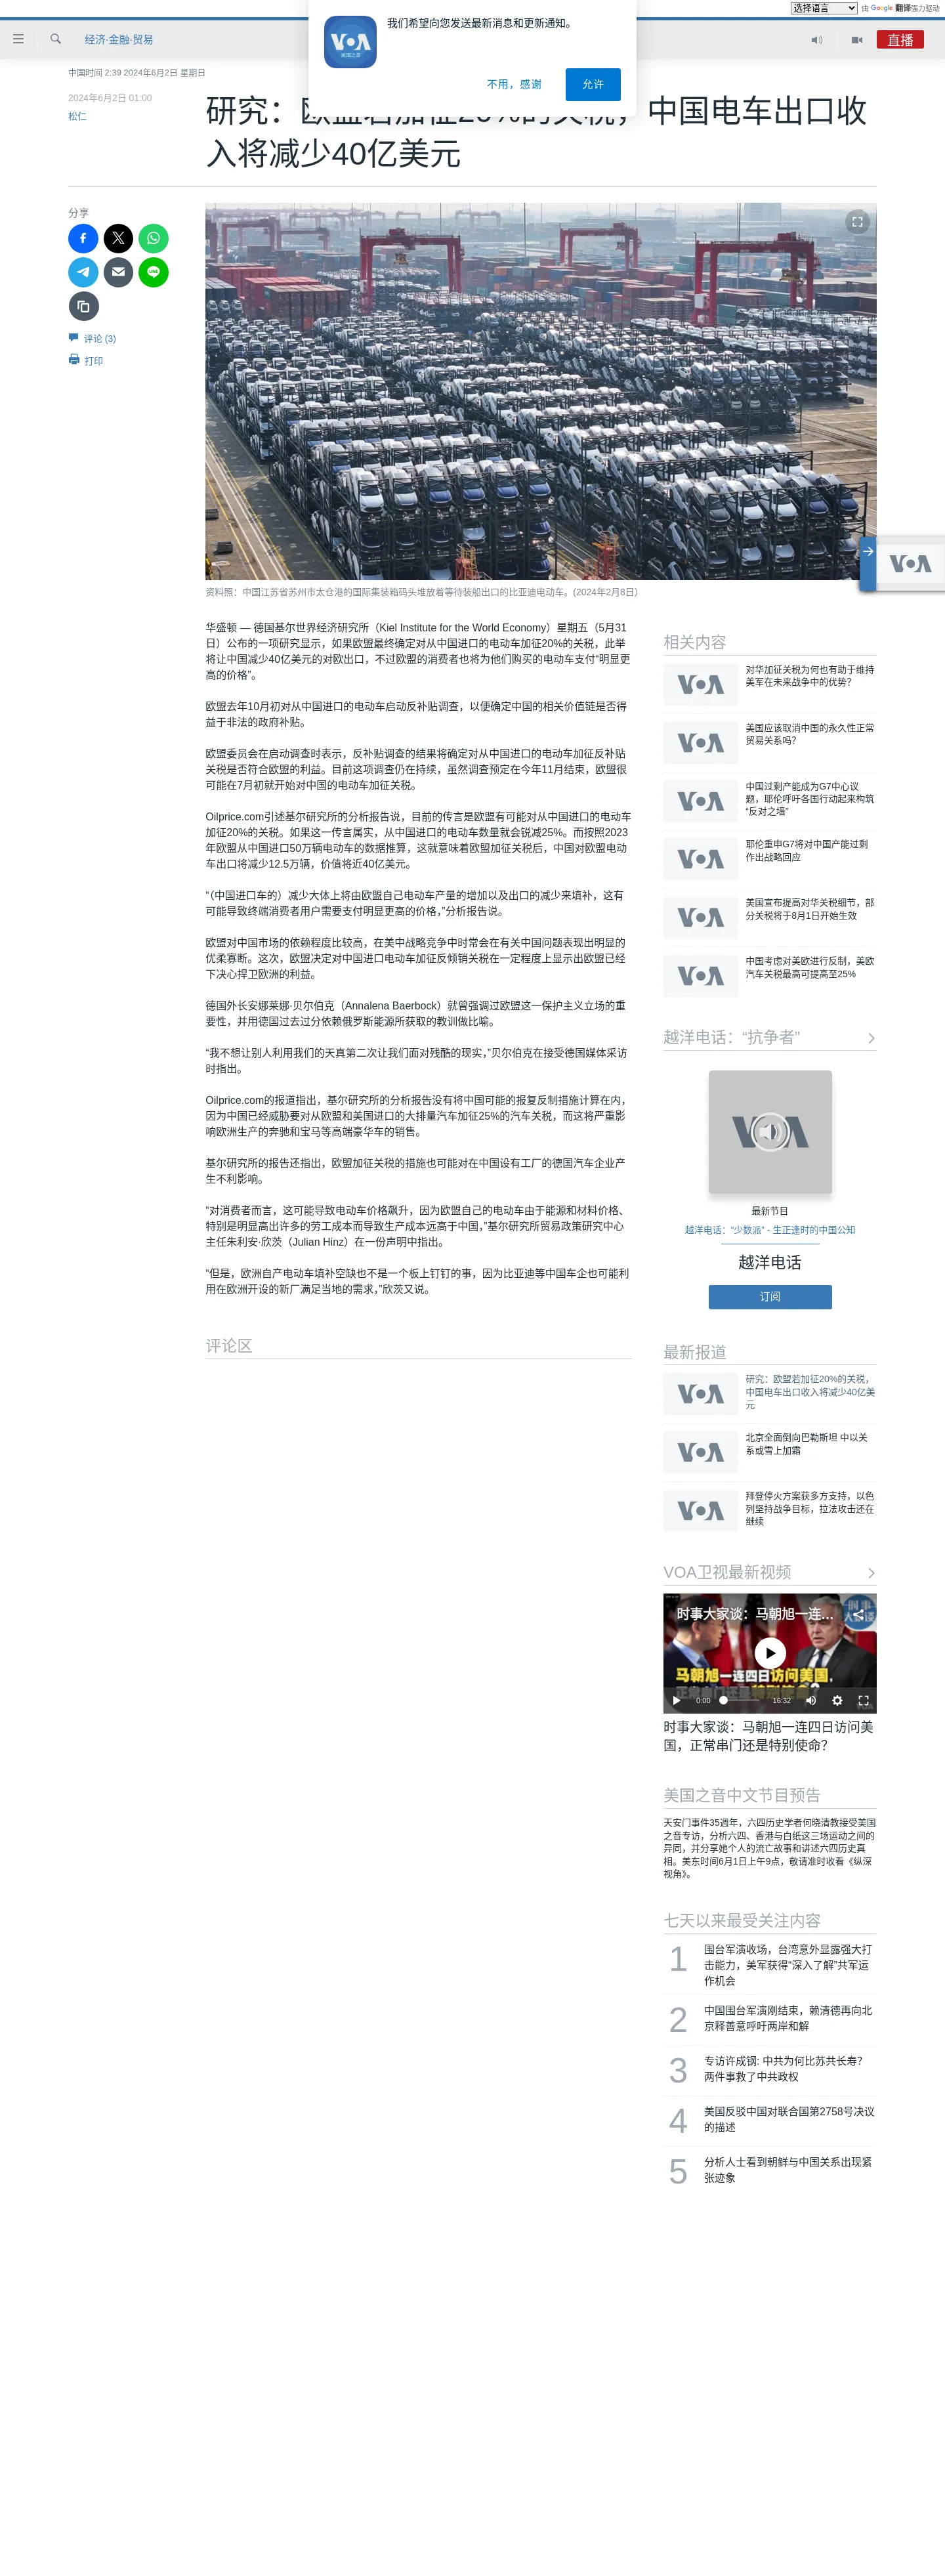 选择语言
由 Google 翻译强力驱动
经济·金融·贸易
直播
VOA
美国之音
我们希望向您发送最新消息和更新通知。
不用，感谢
允许
中国时间 2:39 2024年6月2日 星期日
2024年6月2日 01:00
松仁
研究：欧盟若加征20%的关税，中国电车出口收
入将减少40亿美元
分享
评论 (3)
打印
资料照：中国江苏省苏州市太仓港的国际集装箱码头堆放着等待装船出口的比亚迪电动车。(2024年2月8日)
VOA
华盛顿 — 德国基尔世界经济研究所（Kiel Institute for the World Economy）星期五（5月31
日）公布的一项研究显示，如果欧盟最终确定对从中国进口的电动车加征20%的关税，此举
将让中国减少40亿美元的对欧出口，不过欧盟的消费者也将为他们购买的电动车支付“明显更
高的价格”。
欧盟去年10月初对从中国进口的电动车启动反补贴调查，以便确定中国的相关价值链是否得
益于非法的政府补贴。
欧盟委员会在启动调查时表示，反补贴调查的结果将确定对从中国进口的电动车加征反补贴
关税是否符合欧盟的利益。目前这项调查仍在持续，虽然调查预定在今年11月结束，欧盟很
可能在7月初就开始对中国的电动车加征关税。
Oilprice.com引述基尔研究所的分析报告说，目前的传言是欧盟有可能对从中国进口的电动车
加征20%的关税。如果这一传言属实，从中国进口的电动车数量就会锐减25%。而按照2023
年欧盟从中国进口50万辆电动车的数据推算，这就意味着欧盟加征关税后，中国对欧盟电动
车出口将减少12.5万辆，价值将近40亿美元。
“（中国进口车的）减少大体上将由欧盟自己电动车产量的增加以及出口的减少来填补，这有
可能导致终端消费者用户需要支付明显更高的价格，”分析报告说。
欧盟对中国市场的依赖程度比较高，在美中战略竞争中时常会在有关中国问题表现出明显的
优柔寡断。这次，欧盟决定对中国进口电动车加征反倾销关税在一定程度上显示出欧盟已经
下决心捍卫欧洲的利益。
德国外长安娜莱娜·贝尔伯克（Annalena Baerbock）就曾强调过欧盟这一保护主义立场的重
要性，并用德国过去过分依赖俄罗斯能源所获取的教训做比喻。
“我不想让别人利用我们的天真第二次让我们面对残酷的现实，”贝尔伯克在接受德国媒体采访
时指出。
Oilprice.com的报道指出，基尔研究所的分析报告没有将中国可能的报复反制措施计算在内，
因为中国已经威胁要对从欧盟和美国进口的大排量汽车加征25%的汽车关税，而这将严重影
响欧洲生产的奔驰和宝马等高端豪华车的销售。
基尔研究所的报告还指出，欧盟加征关税的措施也可能对在中国设有工厂的德国汽车企业产
生不利影响。
“对消费者而言，这可能导致电动车价格飙升，因为欧盟自己的电动车由于能源和材料价格、
特别是明显高出许多的劳工成本而导致生产成本远高于中国，”基尔研究所贸易政策研究中心
主任朱利安·欣茨（Julian Hinz）在一份声明中指出。
“但是，欧洲自产电动车填补空缺也不是一个板上钉钉的事，因为比亚迪等中国车企也可能利
用在欧洲开设的新厂满足当地的需求，”欣茨又说。
评论区
相关内容
VOA
对华加征关税为何也有助于维持
美军在未来战争中的优势？
VOA
美国应该取消中国的永久性正常
贸易关系吗？
VOA
中国过剩产能成为G7中心议
题，耶伦呼吁各国行动起来构筑
“反对之墙”
VOA
耶伦重申G7将对中国产能过剩
作出战略回应
VOA
美国宣布提高对华关税细节，部
分关税将于8月1日开始生效
VOA
中国考虑对美欧进行反制，美欧
汽车关税最高可提高至25%
越洋电话：“抗争者”
VOA
最新节目
越洋电话：“少数派” - 生正逢时的中国公知
越洋电话
订阅
最新报道
VOA
研究：欧盟若加征20%的关税，
中国电车出口收入将减少40亿美
元
VOA
北京全面倒向巴勒斯坦 中以关
系或雪上加霜
VOA
拜登停火方案获多方支持，以色
列坚持战争目标，拉法攻击还在
继续
VOA卫视最新视频
时事大家谈：马朝旭一连…
时事
大家谈
马朝旭一连四日访问美国，
0:00
16:32
时事大家谈：马朝旭一连四日访问美
国，正常串门还是特别使命？
美国之音中文节目预告
天安门事件35週年，六四历史学者何晓清教接受美国
之音专访，分析六四、香港与白纸这三场运动之间的
异同，并分享她个人的流亡故事和讲述六四历史真
相。美东时间6月1日上午9点，敬请准时收看《纵深
视角》。
七天以来最受关注内容
1
围台军演收场，台湾意外显露强大打
击能力，美军获得“深入了解”共军运
作机会
2
中国围台军演刚结束，赖清德再向北
京释善意呼吁两岸和解
3
专访许成钢: 中共为何比苏共长寿？
两件事救了中共政权
4
美国反驳中国对联合国第2758号决议
的描述
5
分析人士看到朝鲜与中国关系出现紧
张迹象